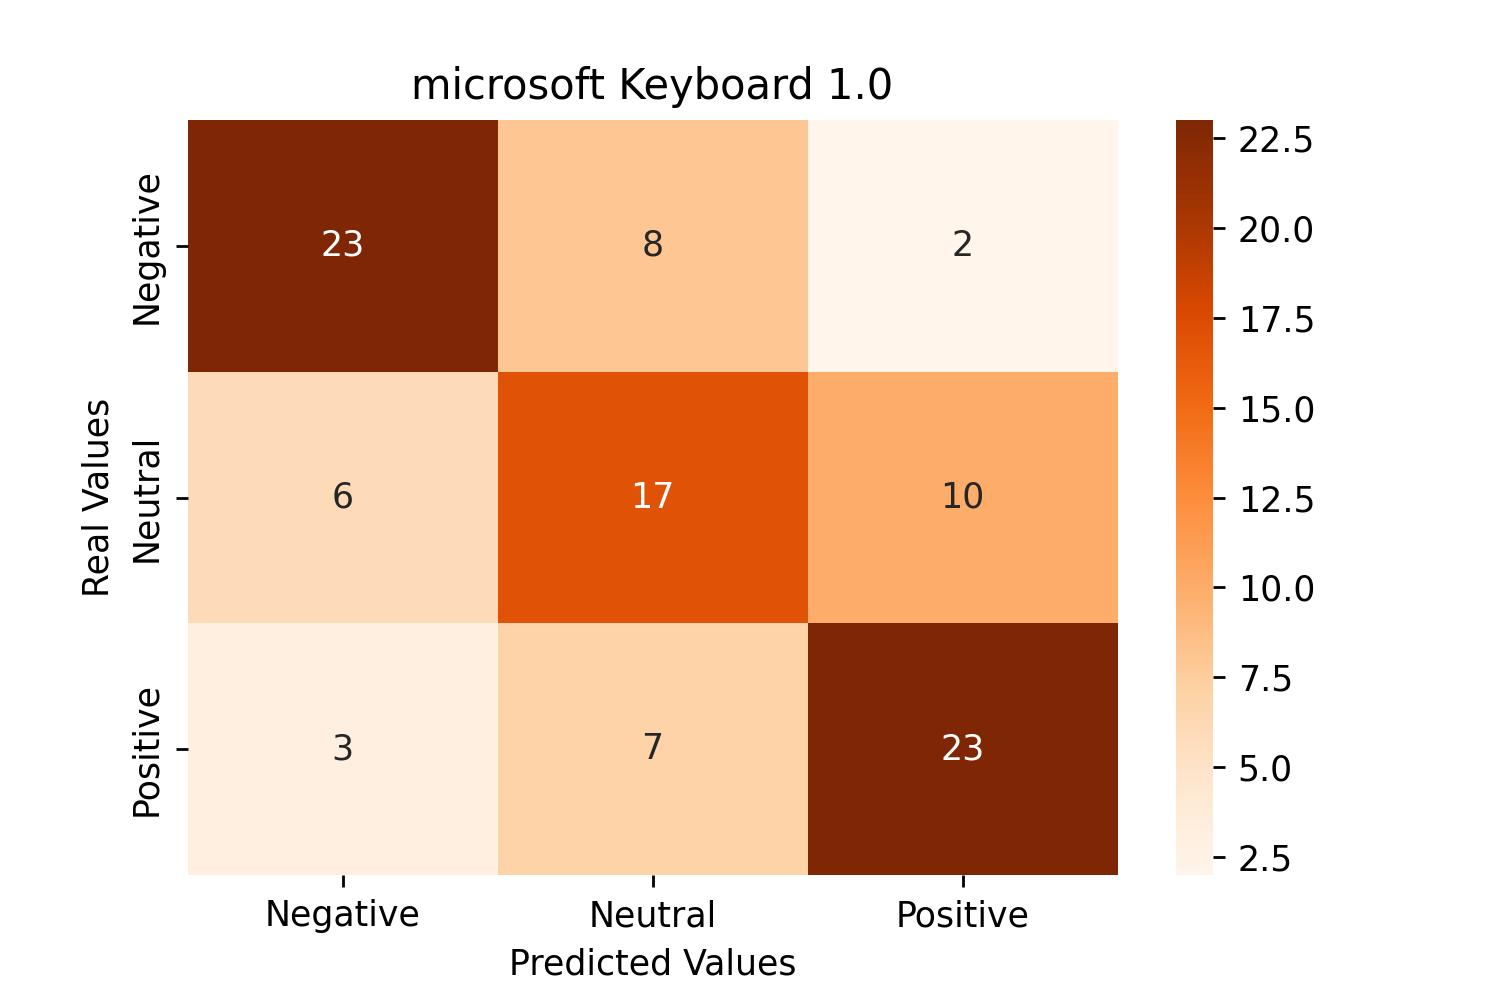 microsoft Keyboard 1.0
Real Values
Negative
23
8
2
Neutral
6
17
10
Positive
3
7
23
Negative
Neutral
Positive
Predicted Values
22.5
20.0
17.5
15.0
12.5
10.0
7.5
5.0
2.5